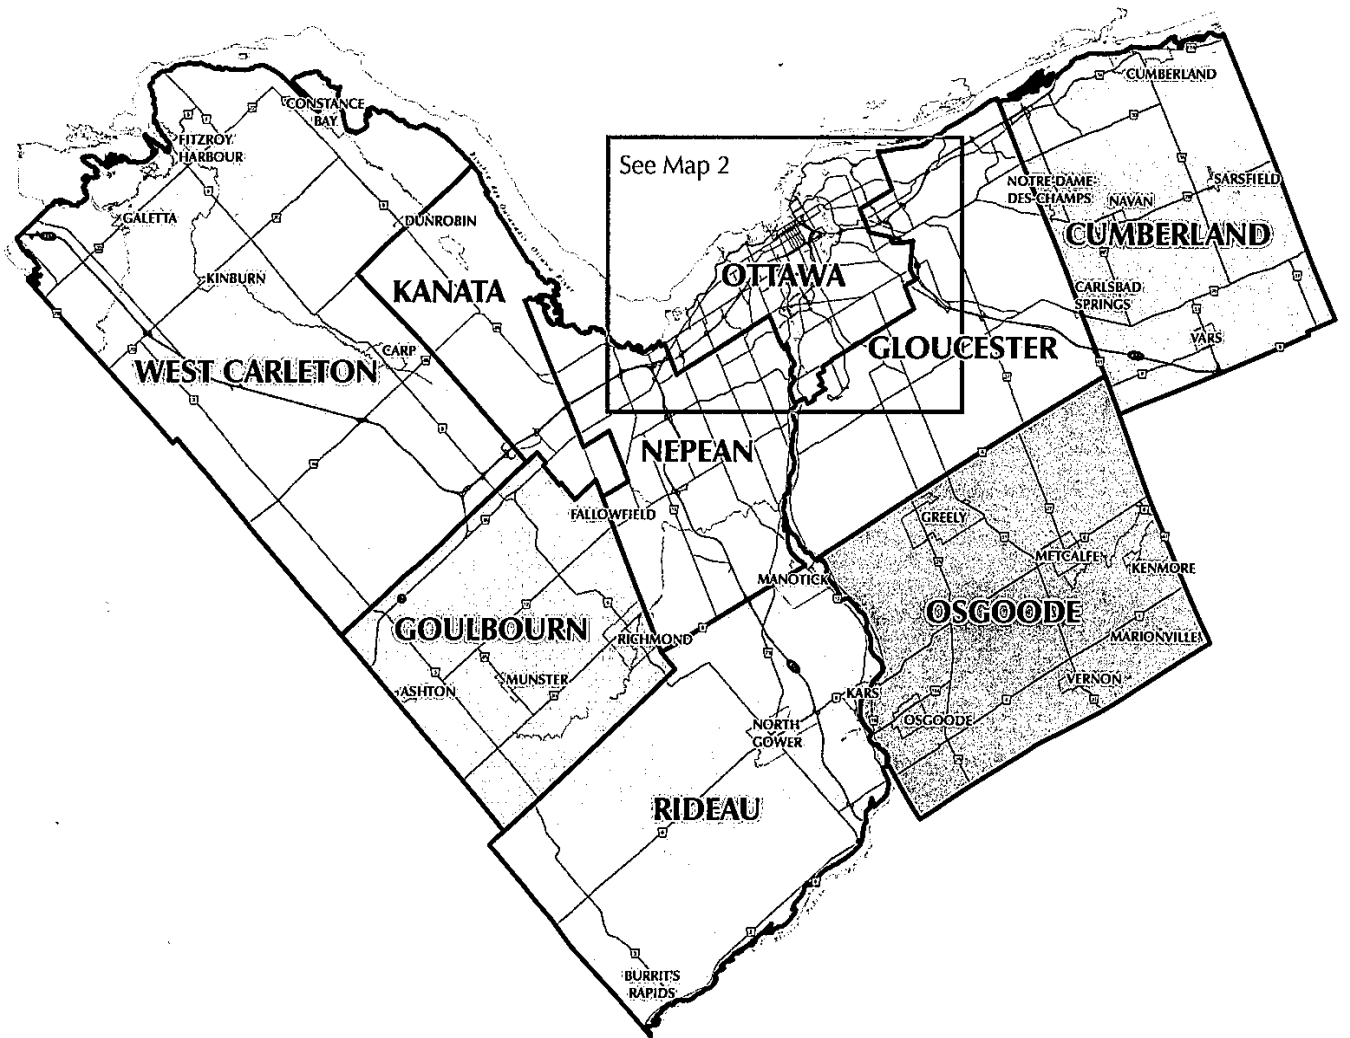 CUMBERLAND
CONSTANCE
BAY
FITZROY
HARBOUR
See Map 2
NOTRE-DAME-
DES-CHAMPS
SARSFIELD
NAVAN
GALETTA
DUNROBIN
CUMBERLAND
KINBURN
KANATA
OTTAWA
CARLSBAD
SPRINGS
VARS
CARP
GLOUCESTER
WEST CARLETON
NEPEAN
FALLOWFIELD
GREELY
METCALFE
KENMORE
MANOTICK
OSGOODE
GOULBOURN
RICHMOND
MARIONVILLE
ASHTON
MUNSTER
VERNON
KARS
OSGOODE
NORTH
GOWER
RIDEAU
BURRIT'S
RAPIDS